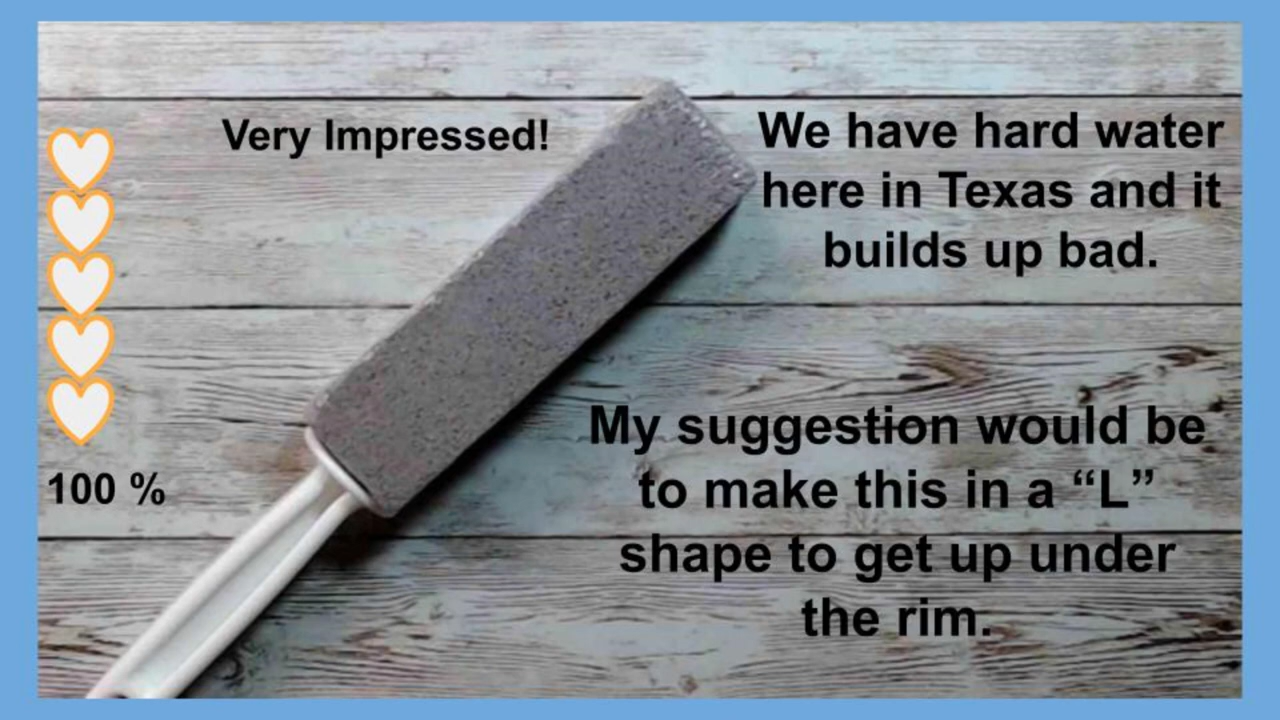 Very Impressed!
We have hard water
here in Texas and it
builds up bad.
100 %
My suggestion would be
to make this in a “L”
shape to get up under
the rim.